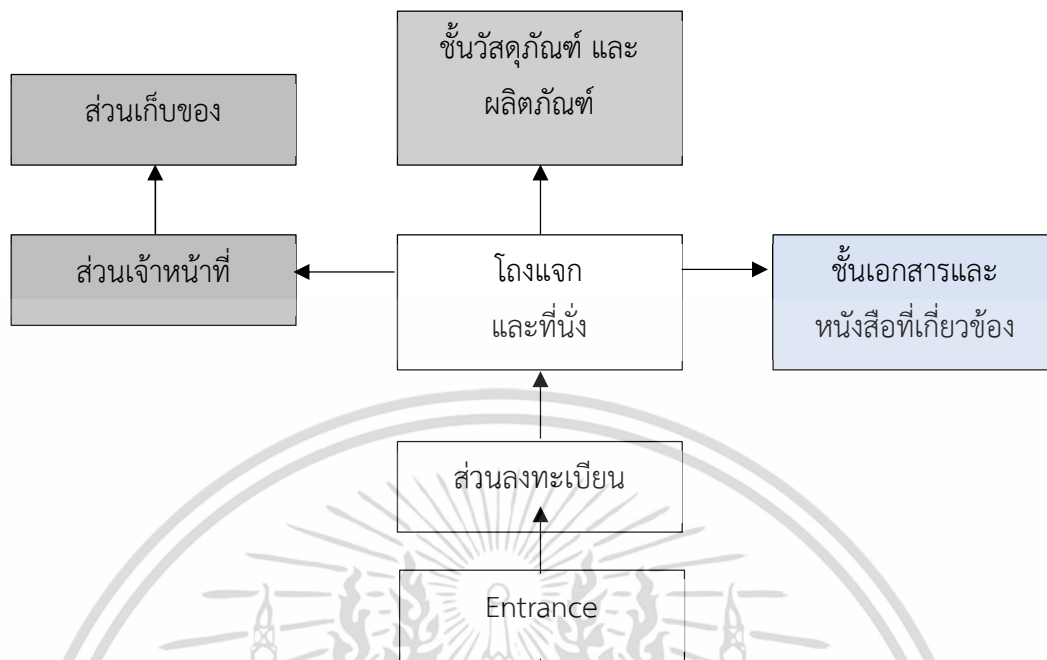 ชั้นวัสดุภัณฑ์ และ
ผลิตภัณฑ์
ส่วนเก็บของ
ส่วนเจ้าหน้าที่
โถงแจก
และที่นั่ง
ชั้นเอกสารและ
หนังสือที่เกี่ยวข้อง
ส่วนลงทะเบียน
Entrance